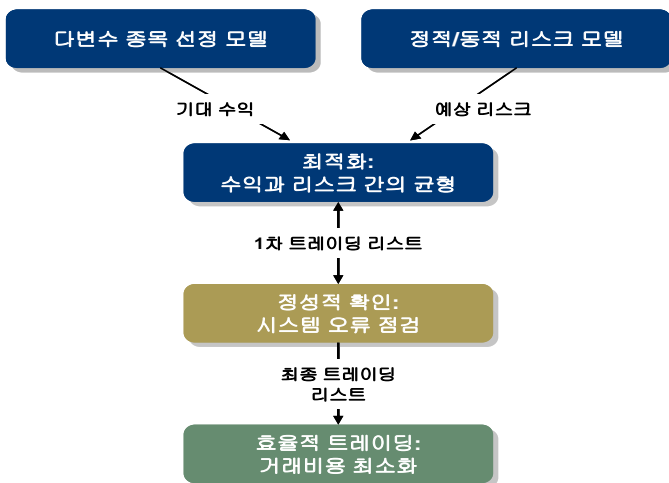 다변수 종목 선정 모델
정적/동적 리스크 모델
기대 수익
예상 리스크
최적화:
수익과 리스크 간의 균형
1차 트레이딩 리스트
정성적 확인:
시스템 오류 점검
최종 트레이딩
리스트
효율적 트레이딩:
거래비용 최소화